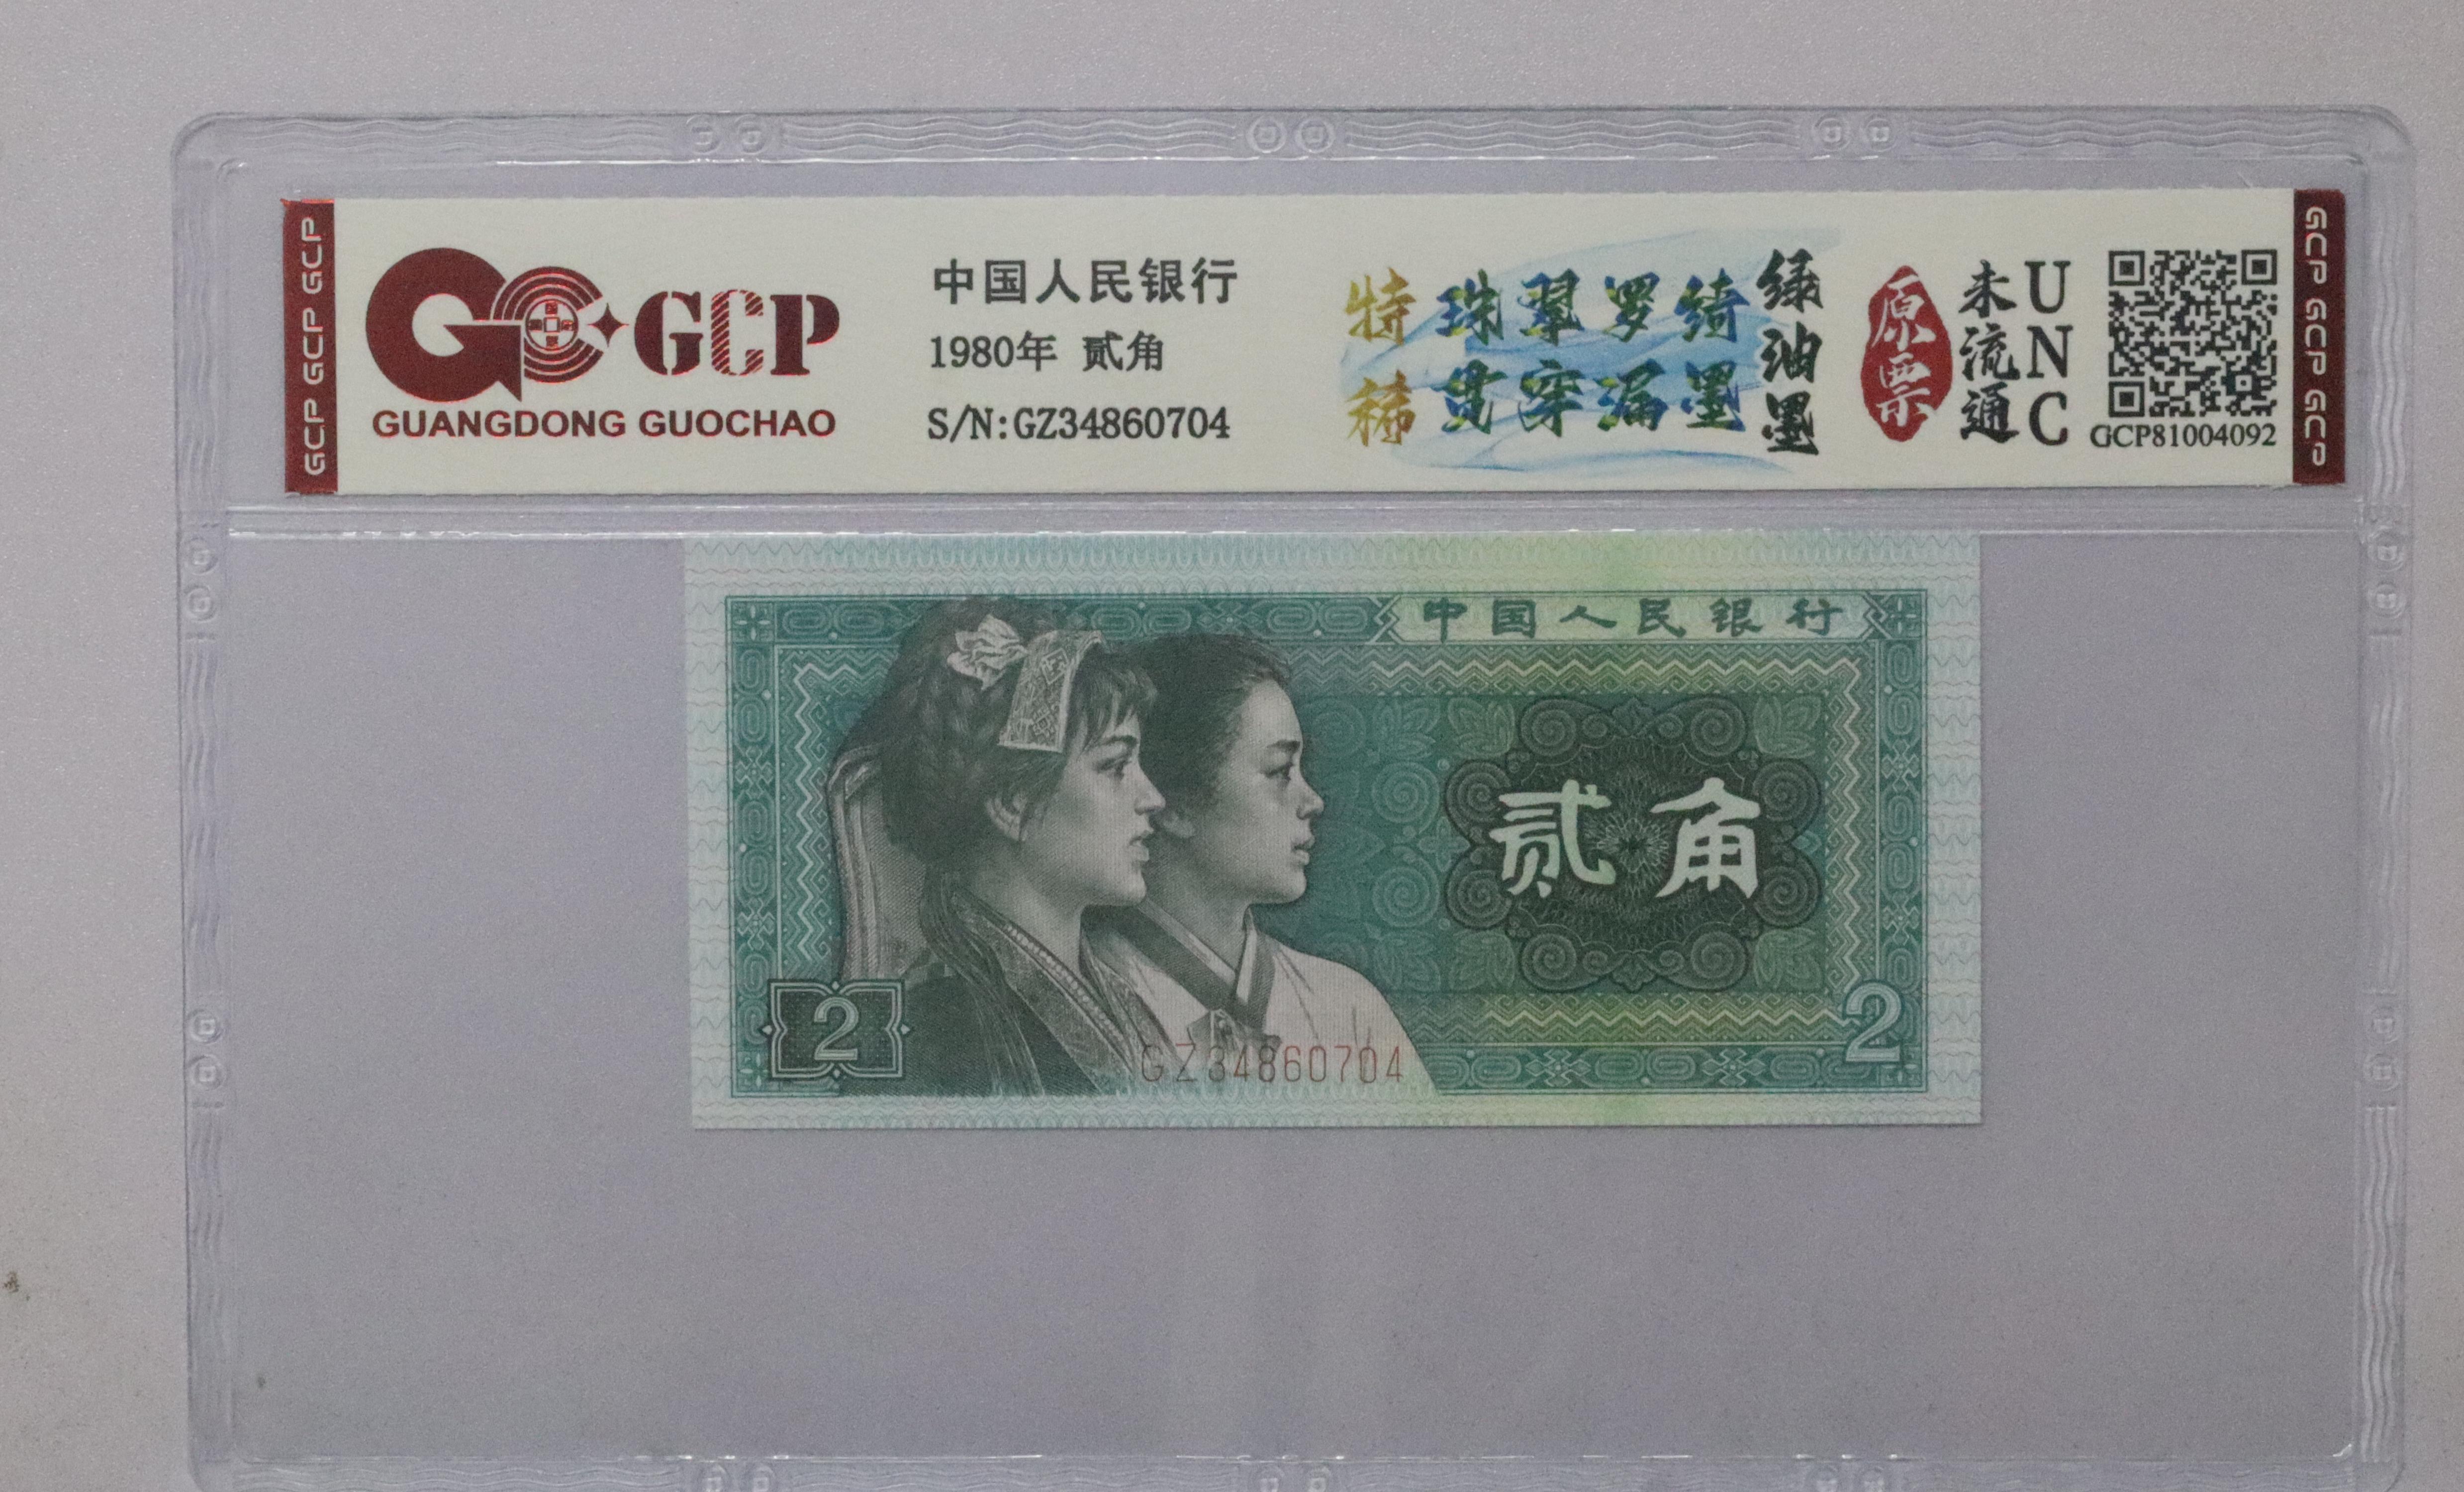 GCP GCP GCP
GCP
GUANGDONG GUOCHAO
中国人民银行
1980年 贰角
S/N:GZ34860704
特稀
珠翠罗绮
贯穿漏墨
绿油墨
原票
未流通
UNC
GCP81004092
GCP GCP GCP
中国人民银行
贰角
2
GZ34860704
2